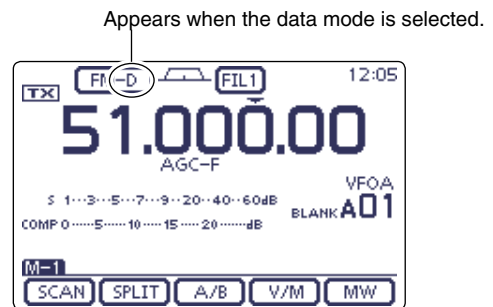 Appears when the data mode is selected.
FM-D FIL1 12:05
TX
51.000.00
AGC-F
VFOA
S 1···3···5···7···9··20··40··60dB
BLANK A01
COMP 0·····5······10·····15·····20·······dB
M-1
SCAN SPLIT A/B V/M MW